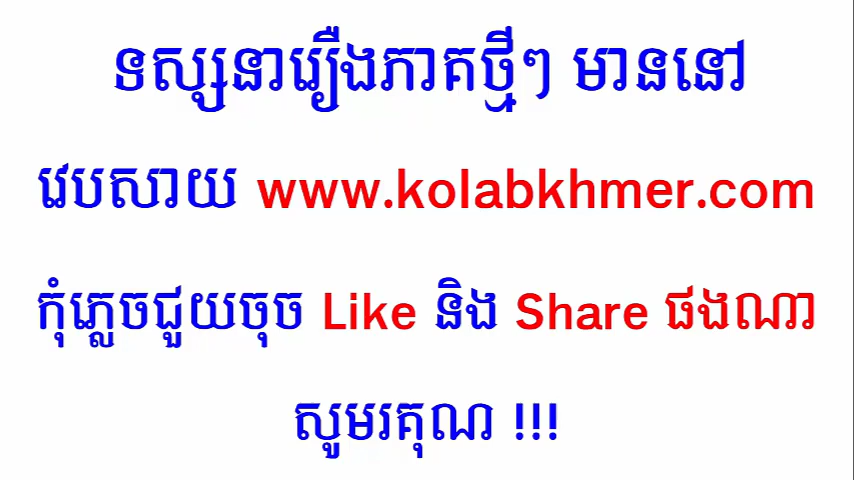 ទស្សនារឿងភាគថ្មីៗ មាននៅ
វេបសាយ www.kolabkhmer.com
កុំភ្លេចជួយចុច Like និង Share ផងណា
សូមរគុណ !!!